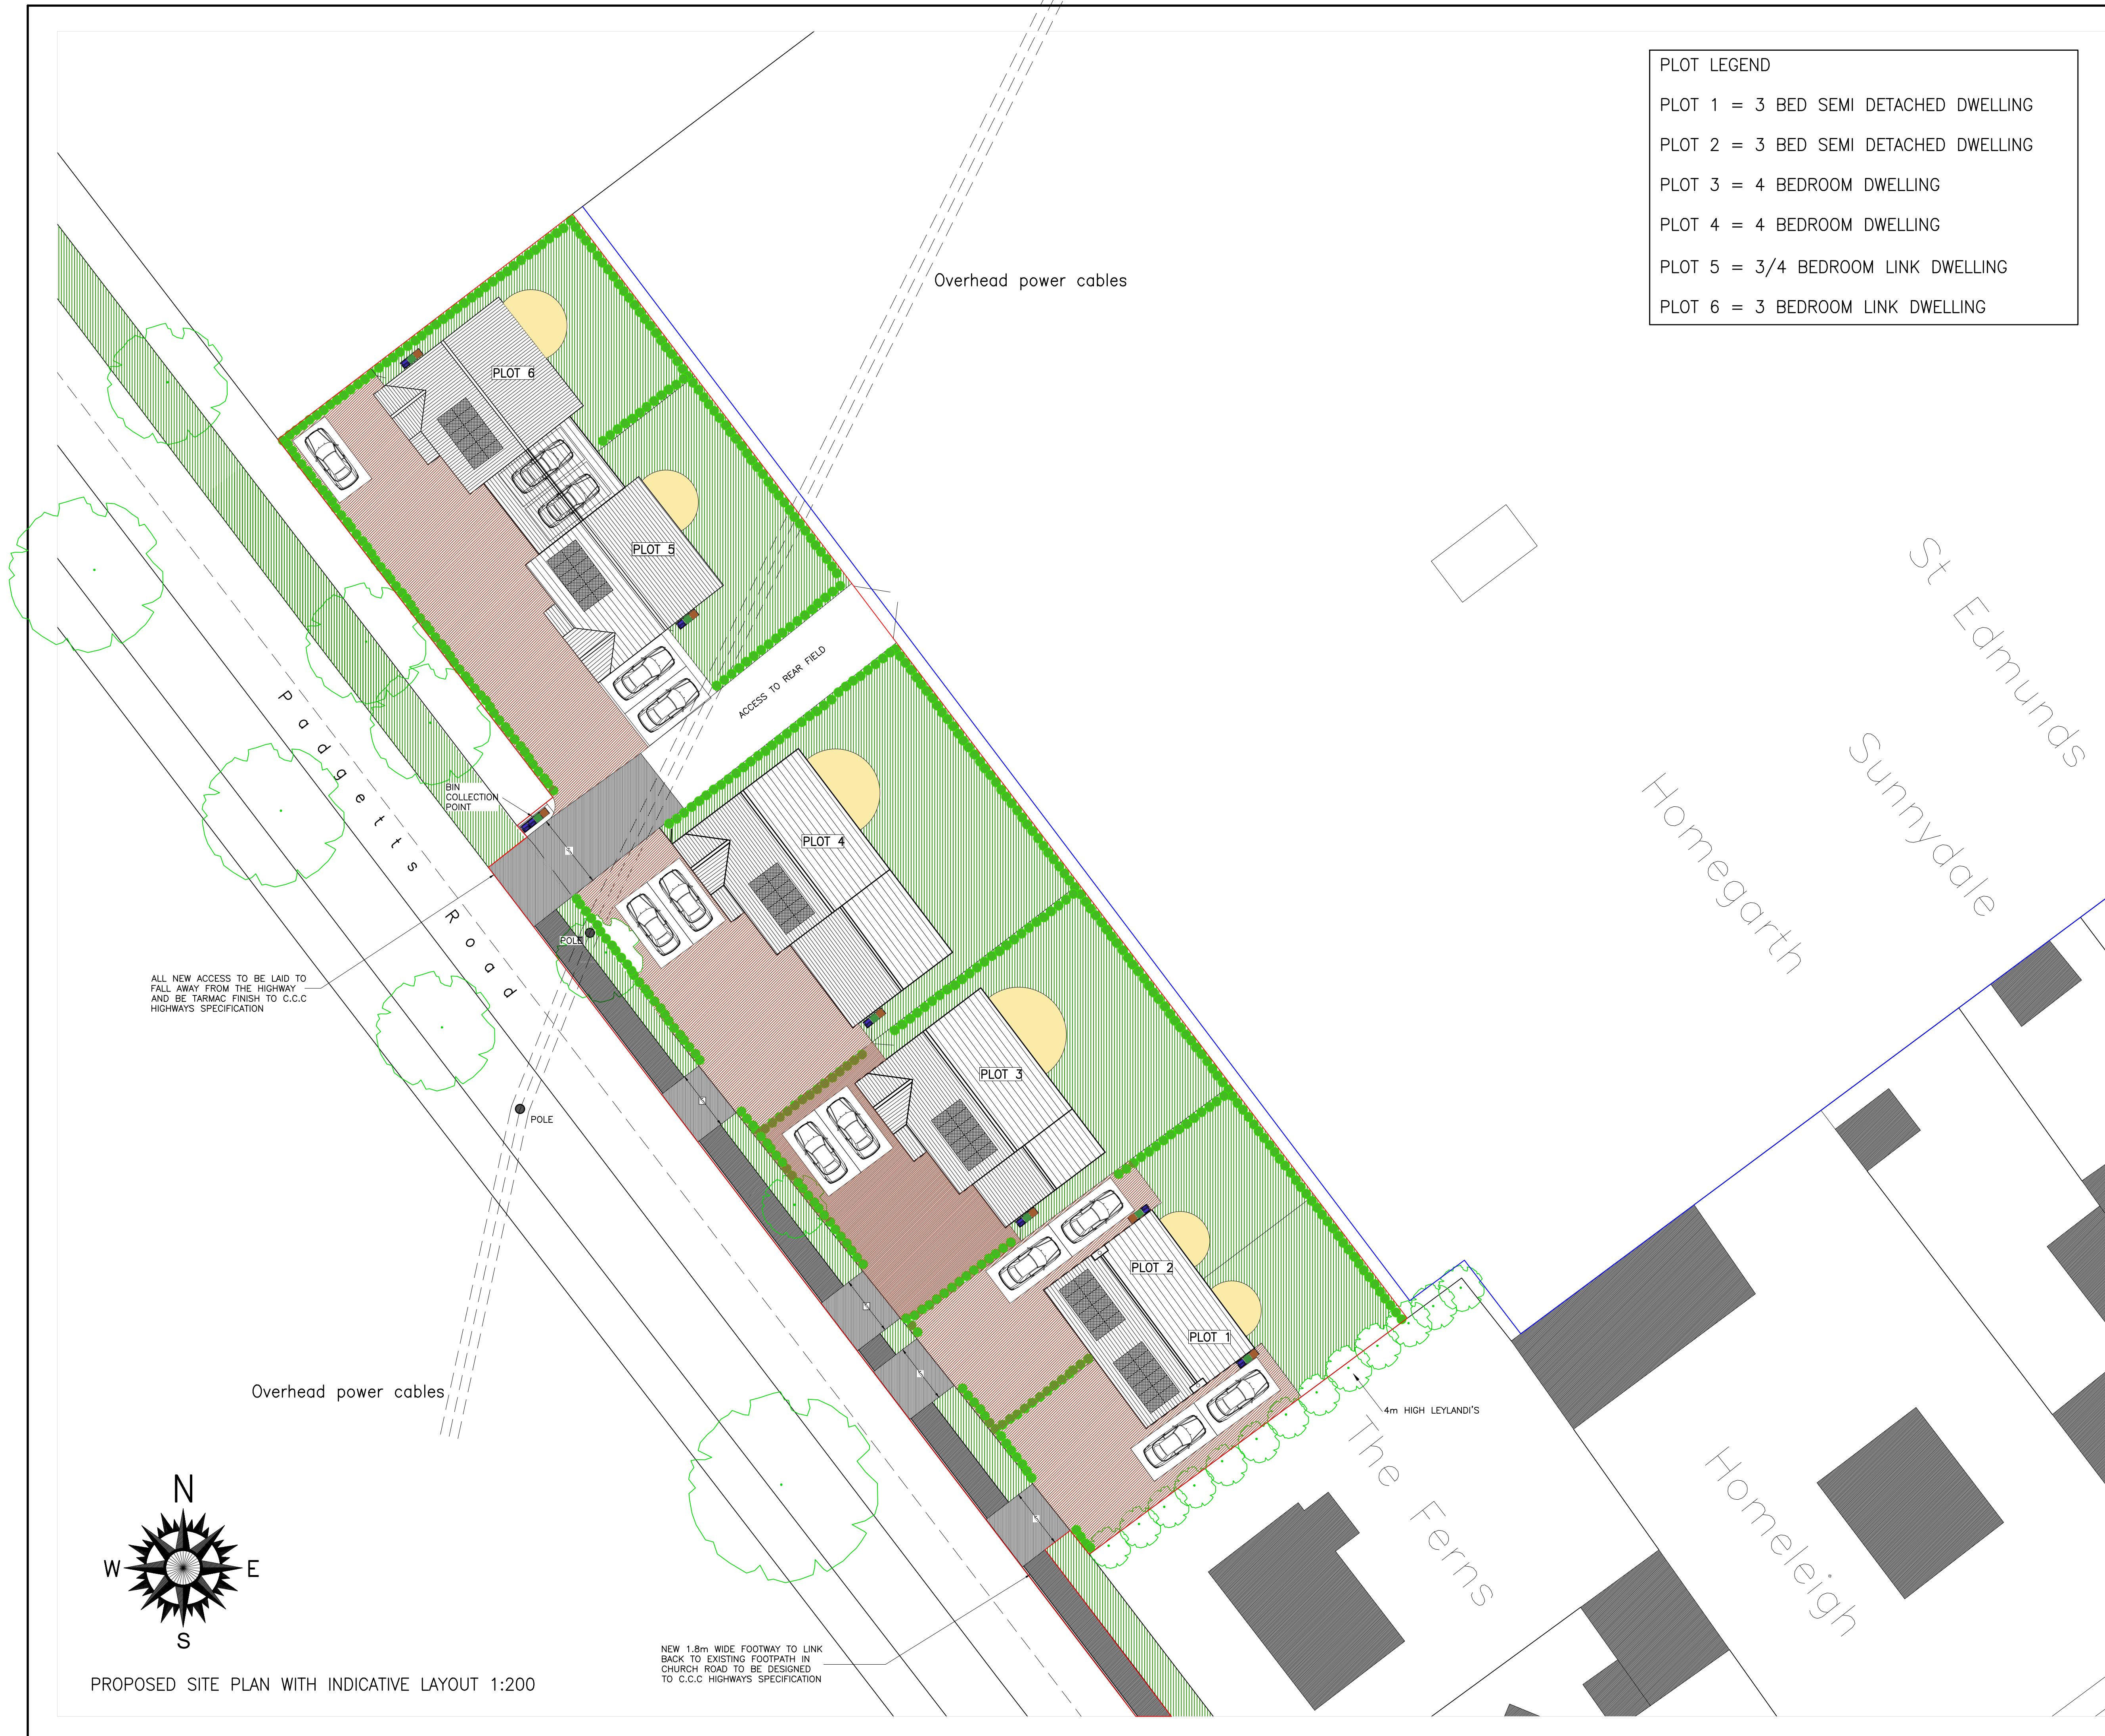 PLOT LEGEND
PLOT 1 = 3 BED SEMI DETACHED DWELLING
PLOT 2 = 3 BED SEMI DETACHED DWELLING
PLOT 3 = 4 BEDROOM DWELLING
PLOT 4 = 4 BEDROOM DWELLING
PLOT 5 = 3/4 BEDROOM LINK DWELLING
PLOT 6 = 3 BEDROOM LINK DWELLING
Overhead power cables
PLOT 6
PLOT 5
ACCESS TO REAR FIELD
St Edmunds
Sunnydale
Homegarth
Padgetts Road
BIN
COLLECTION
POINT
PLOT 4
POLE
ALL NEW ACCESS TO BE LAID TO
FALL AWAY FROM THE HIGHWAY
AND BE TARMAC FINISH TO C.C.C
HIGHWAYS SPECIFICATION
PLOT 3
POLE
PLOT 2
PLOT 1
Overhead power cables
4m HIGH LEYLANDI'S
The Ferns
Homeleigh
N
W
E
S
NEW 1.8m WIDE FOOTWAY TO LINK
BACK TO EXISTING FOOTPATH IN
CHURCH ROAD TO BE DESIGNED
TO C.C.C HIGHWAYS SPECIFICATION
PROPOSED SITE PLAN WITH INDICATIVE LAYOUT 1:200